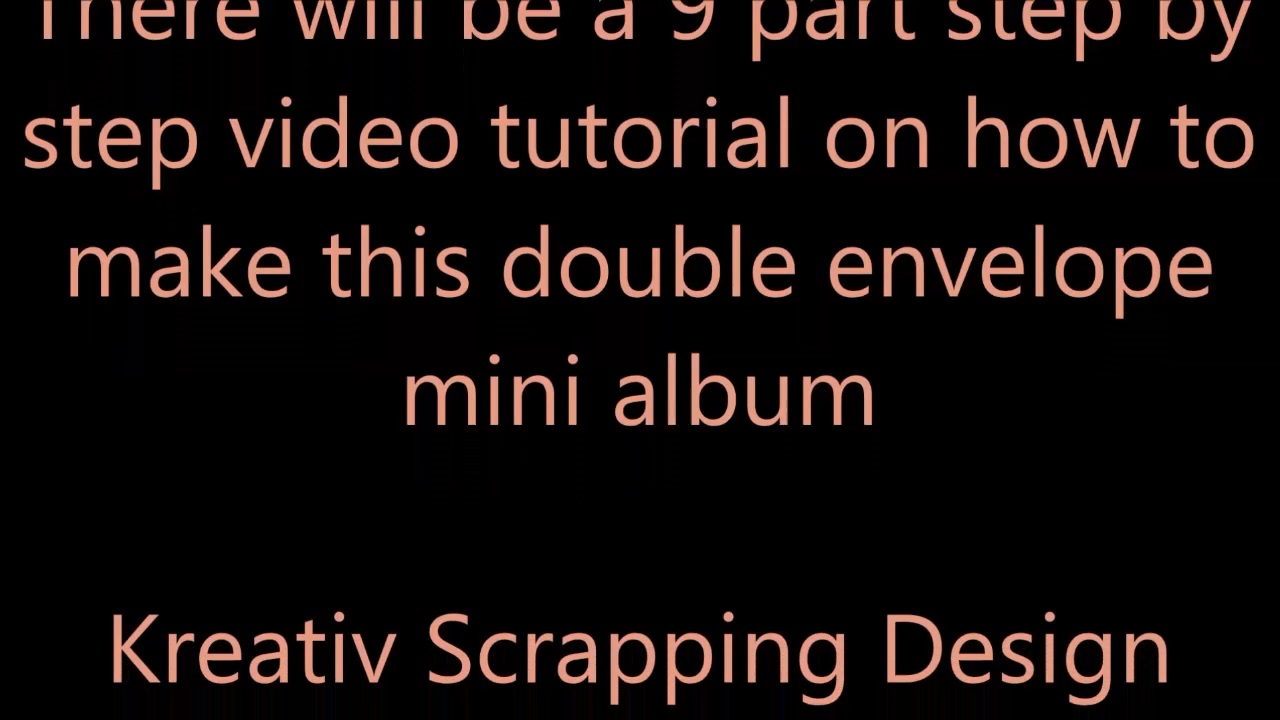 There will be a 9 part step by
step video tutorial on how to
make this double envelope
mini album
Kreativ Scrapping Design